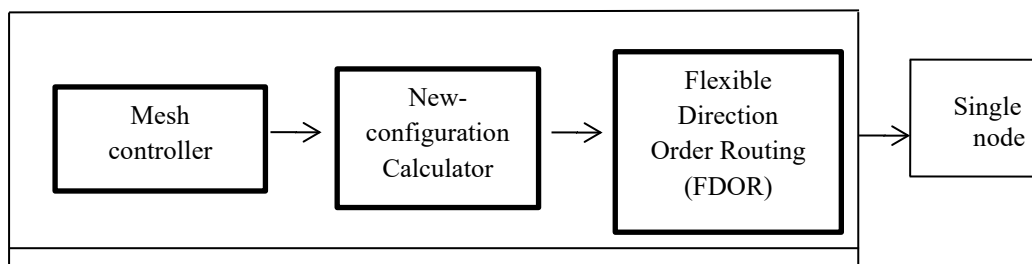 Mesh
controller
New-
configuration
Calculator
Flexible
Direction
Order Routing
(FDOR)
Single
node